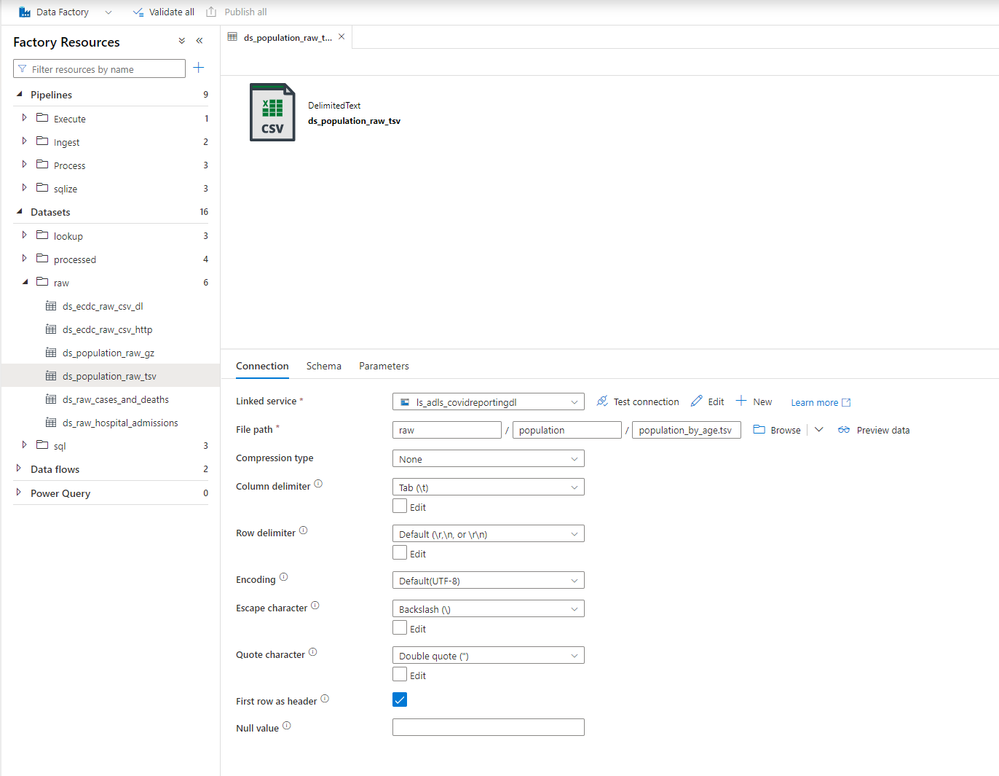 Data Factory
Validate all
Publish all
Factory Resources
Filter resources by name
Pipelines 9
Execute 1
Ingest 2
Process 3
sqlize 3
Datasets 16
lookup 3
processed 4
raw 6
ds_ecdc_raw_csv_dl
ds_ecdc_raw_csv_http
ds_population_raw_gz
ds_population_raw_tsv
ds_raw_cases_and_deaths
ds_raw_hospital_admissions
sql 3
Data flows 2
Power Query 0
ds_population_raw_t...
CSV
DelimitedText
ds_population_raw_tsv
Connection Schema Parameters
Linked service * ls_adls_covidreportingdl Test connection Edit New Learn more
File path * raw / population / population_by_age.tsv Browse Preview data
Compression type None
Column delimiter Tab (\t)
Edit
Row delimiter Default (\r,\n, or \r\n)
Edit
Encoding Default(UTF-8)
Escape character Backslash (\)
Edit
Quote character Double quote (")
Edit
First row as header
Null value